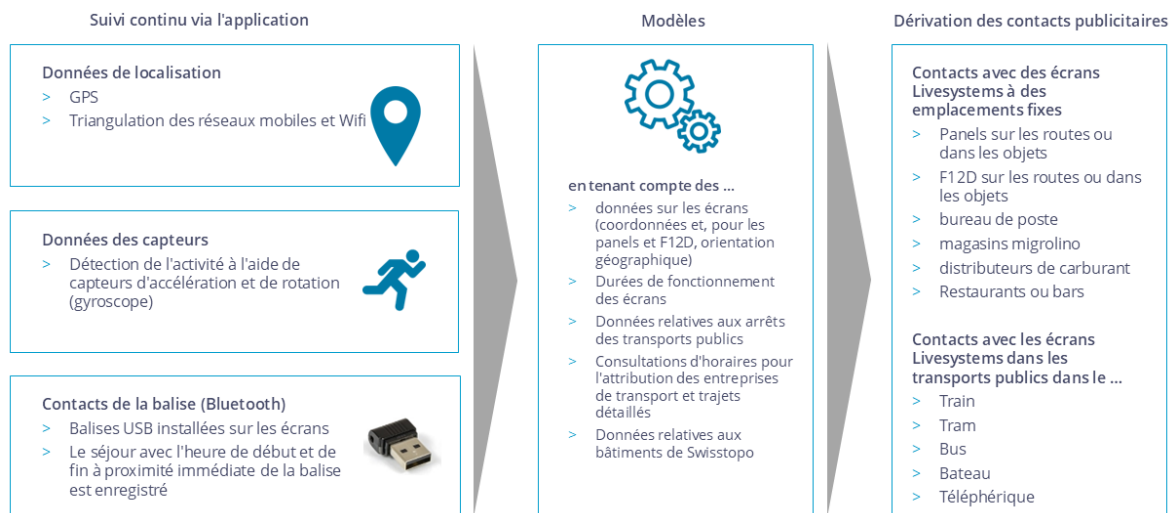 Suivi continu via l'application
Données de localisation
> GPS
> Triangulation des réseaux mobiles et Wifi
Données des capteurs
> Détection de l'activité à l'aide de
capteurs d'accélération et de rotation
(gyroscope)
Contacts de la balise (Bluetooth)
> Balises USB installées sur les écrans
> Le séjour avec l'heure de début et de
fin à proximité immédiate de la balise
est enregistré
Modèles
en tenant compte des ...
> données sur les écrans
(coordonnées et, pour les
panels et F12D, orientation
géographique)
> Durées de fonctionnement
des écrans
> Données relatives aux arrêts
des transports publics
> Consultations d'horaires pour
l'attribution des entreprises
de transport et trajets
détaillés
> Données relatives aux
bâtiments de Swisstopo
Dérivation des contacts publicitaires
Contacts avec des écrans
Livesystems à des
emplacements fixes
> Panels sur les routes ou
dans les objets
> F12D sur les routes ou dans
les objets
> bureau de poste
> magasins migrolino
> distributeurs de carburant
> Restaurants ou bars
Contacts avec les écrans
Livesystems dans les
transports publics dans le ...
> Train
> Tram
> Bus
> Bateau
> Téléphérique